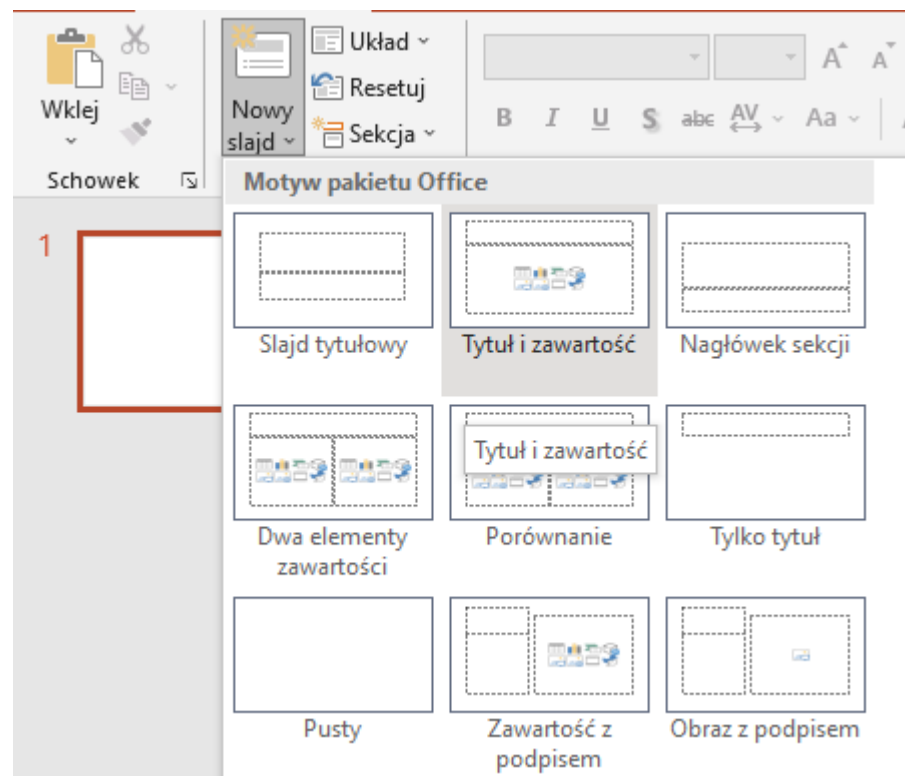 Wklej
Schowek
Nowy
slajd
Układ
Resetuj
Sekcja
B I U S abc AV Aa
A A
Motyw pakietu Office
1
Slajd tytułowy
Tytuł i zawartość
Nagłówek sekcji
Tytuł i zawartość
Dwa elementy
zawartości
Porównanie
Tylko tytuł
Pusty
Zawartość z
podpisem
Obraz z podpisem